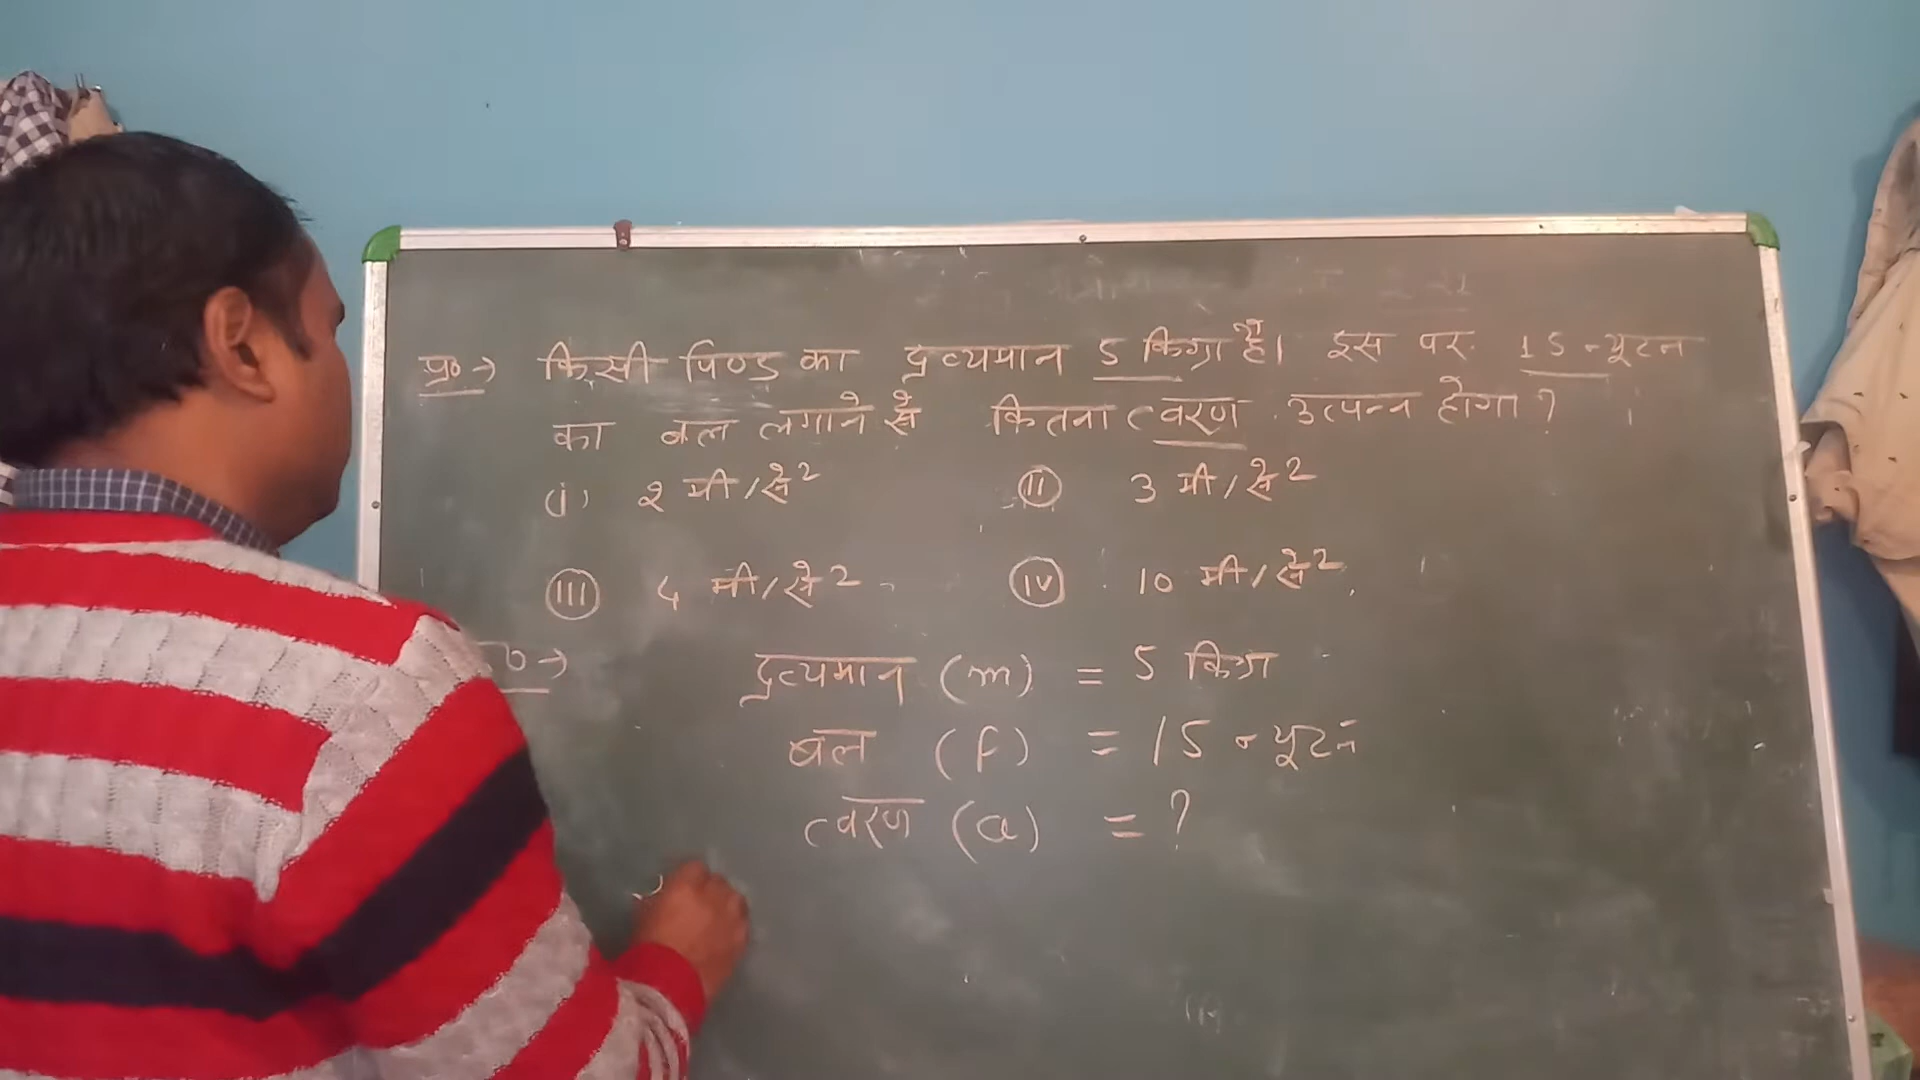 प्र० → किसी पिण्ड का द्रव्यमान 5 किग्रा है। इस पर 15 न्यूटन
का बल लगाने से कितना त्वरण उत्पन्न होगा ?
(i) 2 मी/से² (II) 3 मी/से²
(III) 4 मी/से² (IV) 10 मी/से²
द्रव्यमान (m) = 5 किग्रा
बल (f) = 15 न्यूटन
त्वरण (a) = ?